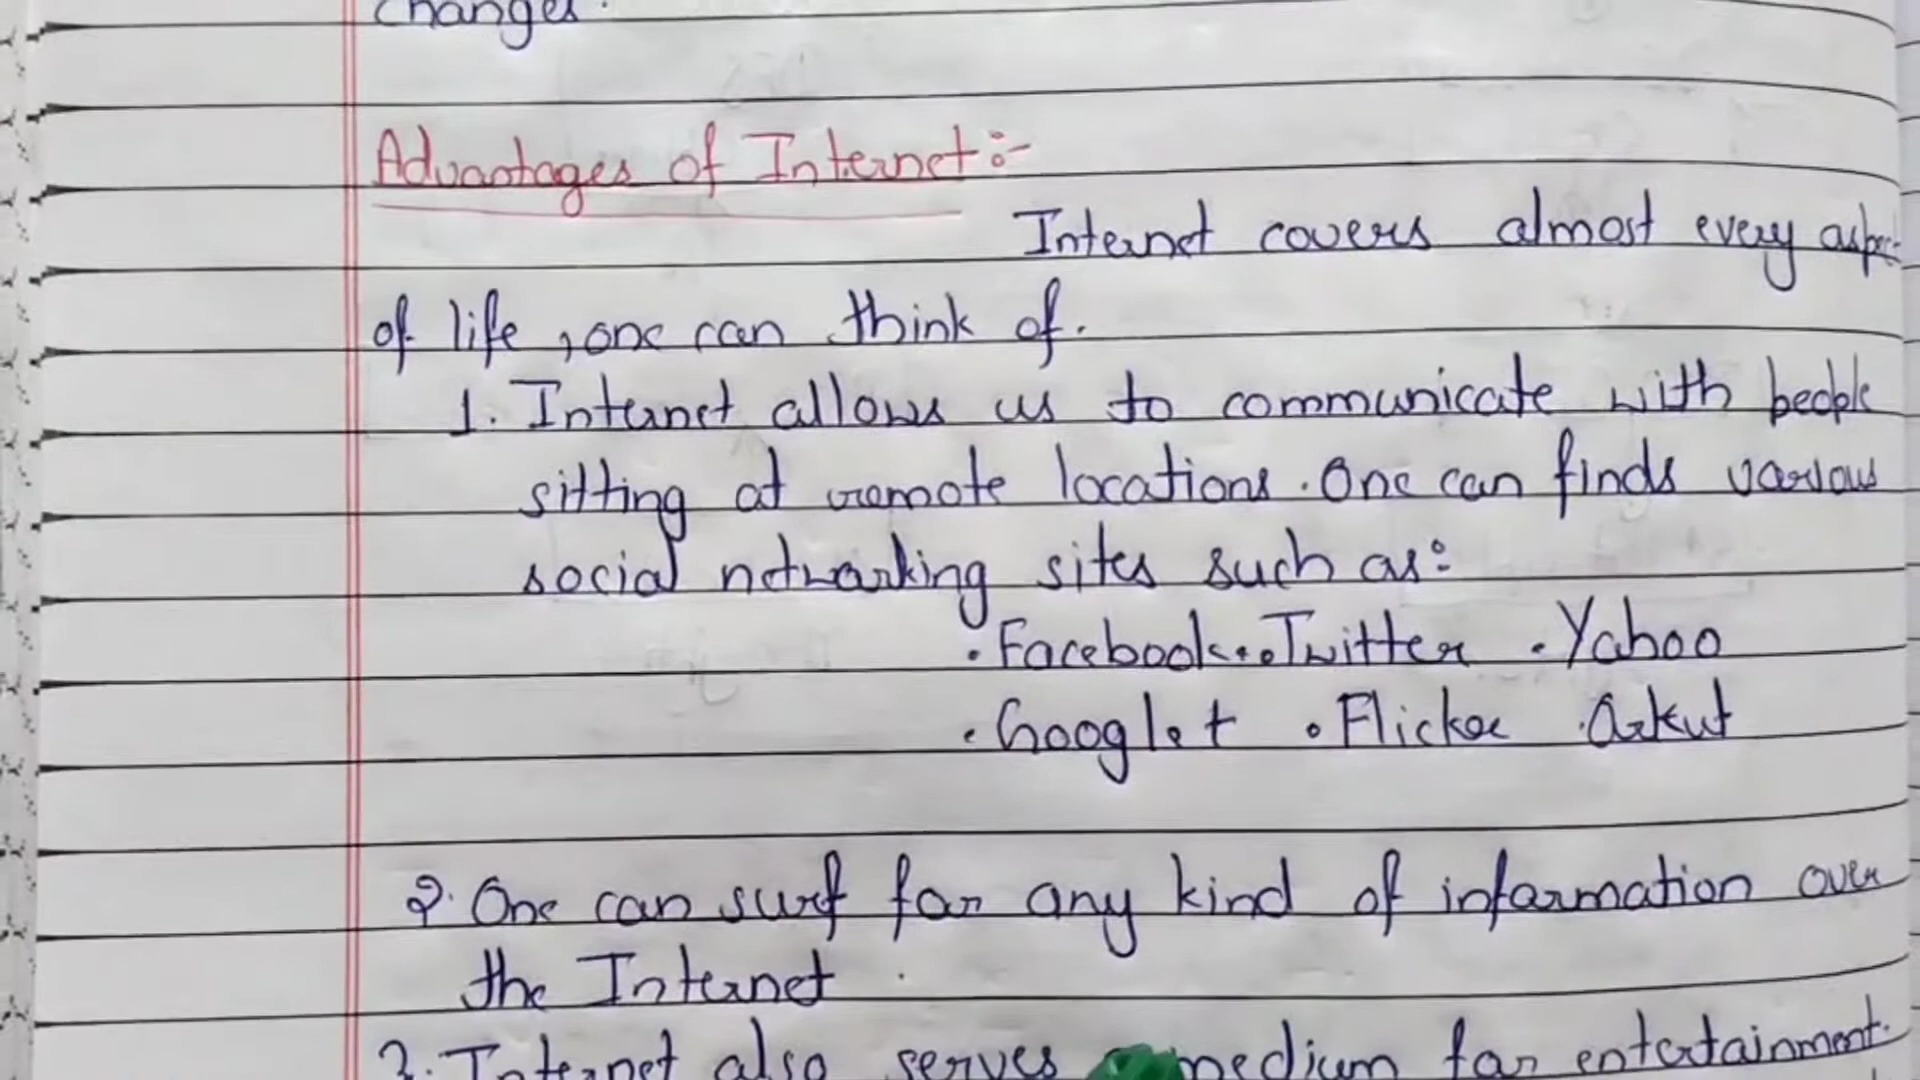 changes.
Advantages of Internet :-
Internet covers almost every aspec
of life , one can think of.
1. Internet allows us to communicate with people
sitting at remote locations. One can finds various
social networking sites such as:
• Facebook • Twitter • Yahoo
• Google+ • Flicker • Orkut
2. One can surf for any kind of information over
the Internet.
3. Internet also serves medium for entertainment.